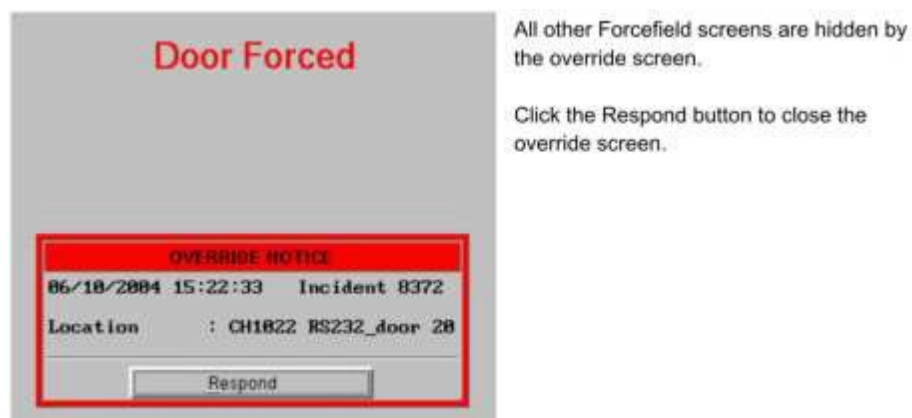 Door Forced
All other Forcefield screens are hidden by
the override screen.
Click the Respond button to close the
override screen.
OVERRIDE NOTICE
06/10/2004 15:22:33 Incident 8372
Location : CH1022 RS232_door 20
Respond